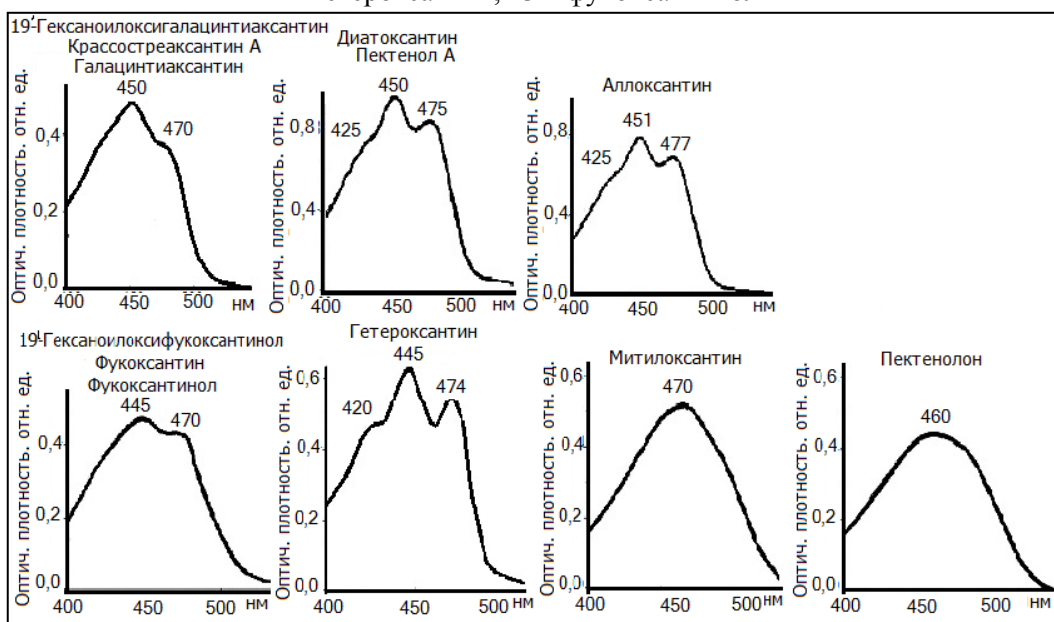 19'-Гексаноилоксигалацинтиаксантин
Крассостреаксантин А
Галацинтиаксантин
450
470
0,4
0,2
0,0
Оптич. плотность. отн. ед.
400
450
500
нм
Диатоксантин
Пектенол А
450
475
425
0,8
0,4
0,0
Оптич. плотность. отн. ед.
400
450
500
нм
Аллоксантин
451
477
425
0,8
0,4
0,0
Оптич. плотность. отн. ед.
400
450
500
нм
19'-Гексаноилоксифукоксантинол
Фукоксантин
Фукоксантинол
445
470
0,4
0,2
0,0
Оптич. плотность. отн. ед.
400
450
500
нм
Гетероксантин
445
474
420
0,6
0,4
0,2
0,0
Оптич. плотность. отн. ед.
400
450
500
нм
Митилоксантин
470
0,6
0,4
0,2
0,0
Оптич. плотность. отн. ед.
400
450
500
нм
Пектенолон
460
0,6
0,4
0,2
0,0
Оптич. плотность. отн. ед.
400
450
500
нм